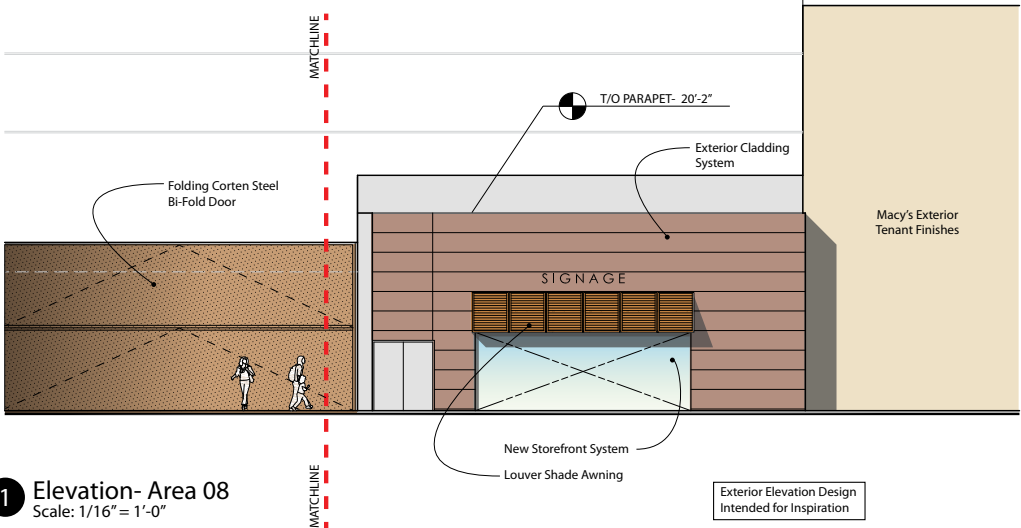 MATCHLINE
T/O PARAPET- 20'-2"
Exterior Cladding
System
Folding Corten Steel
Bi-Fold Door
Macy's Exterior
Tenant Finishes
SIGNAGE
New Storefront System
Louver Shade Awning
MATCHLINE
1
Elevation- Area 08
Scale: 1/16" = 1'-0"
Exterior Elevation Design
Intended for Inspiration